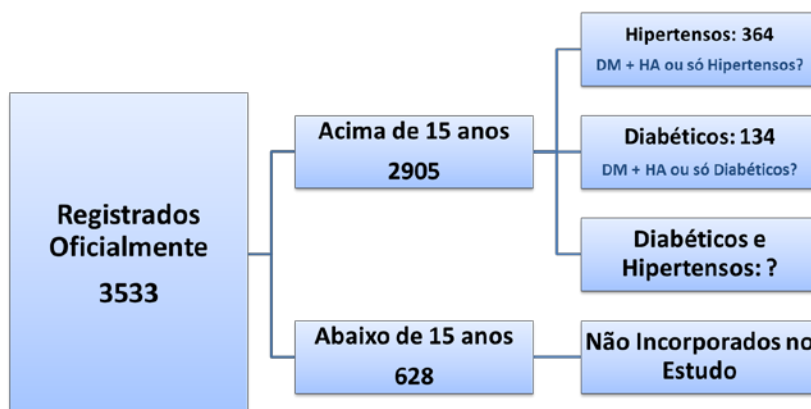 Registrados
Oficialmente
3533
Acima de 15 anos
2905
Hipertensos: 364
DM + HA ou só Hipertensos?
Diabéticos: 134
DM + HA ou só Diabéticos?
Diabéticos e
Hipertensos: ?
Abaixo de 15 anos
628
Não Incorporados no
Estudo